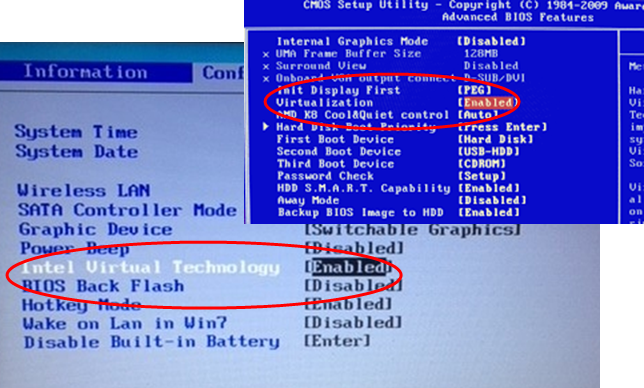 CMOS Setup Utility - Copyright (C) 1984-2009 Awar
Advanced BIOS Features
Internal Graphics Mode [Disabled]
x UMA Frame Buffer Size 128MB
x Surround View Disabled
x Onboard VGA output connect D-SUB/DVI
Init Display First [PEG]
Virtualization [Enabled]
AMD K8 Cool&Quiet control [Auto]
Hard Disk Boot Priority [Press Enter]
First Boot Device [Hard Disk]
Second Boot Device [USB-HDD]
Third Boot Device [CDROM]
Password Check [Setup]
HDD S.M.A.R.T. Capability [Enabled]
Away Mode [Disabled]
Backup BIOS Image to HDD [Enabled]
Me
Ha
Vi
Te
im
sy
Vi
So
Vi
al
on
Information Conf
System Time
System Date
Wireless LAN
SATA Controller Mode
Graphic Device [Switchable Graphics]
Power Beep [Disabled]
Intel Virtual Technology [Enabled]
BIOS Back Flash [Disabled]
Hotkey Mode [Enabled]
Wake on Lan in Win7 [Disabled]
Disable Built-in Battery [Enter]